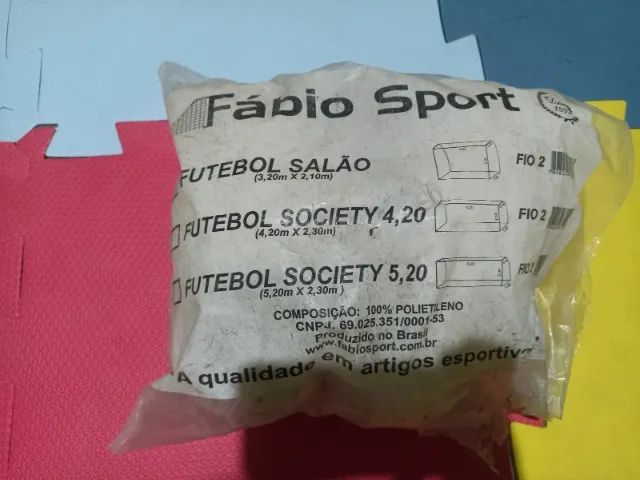 Fábio Sport
FUTEBOL SALÃO
(3,20m X 2,10m)
FIO 2
FUTEBOL SOCIETY 4,20
(4,20m X 2,30m)
FIO 2
FUTEBOL SOCIETY 5,20
(5,20m X 2,30m)
FIO
COMPOSIÇÃO: 100% POLIETILENO
CNPJ. 69.025.351/0001-53
Produzido no Brasil
www.fabiosport.com.br
A qualidade em artigos esportivo